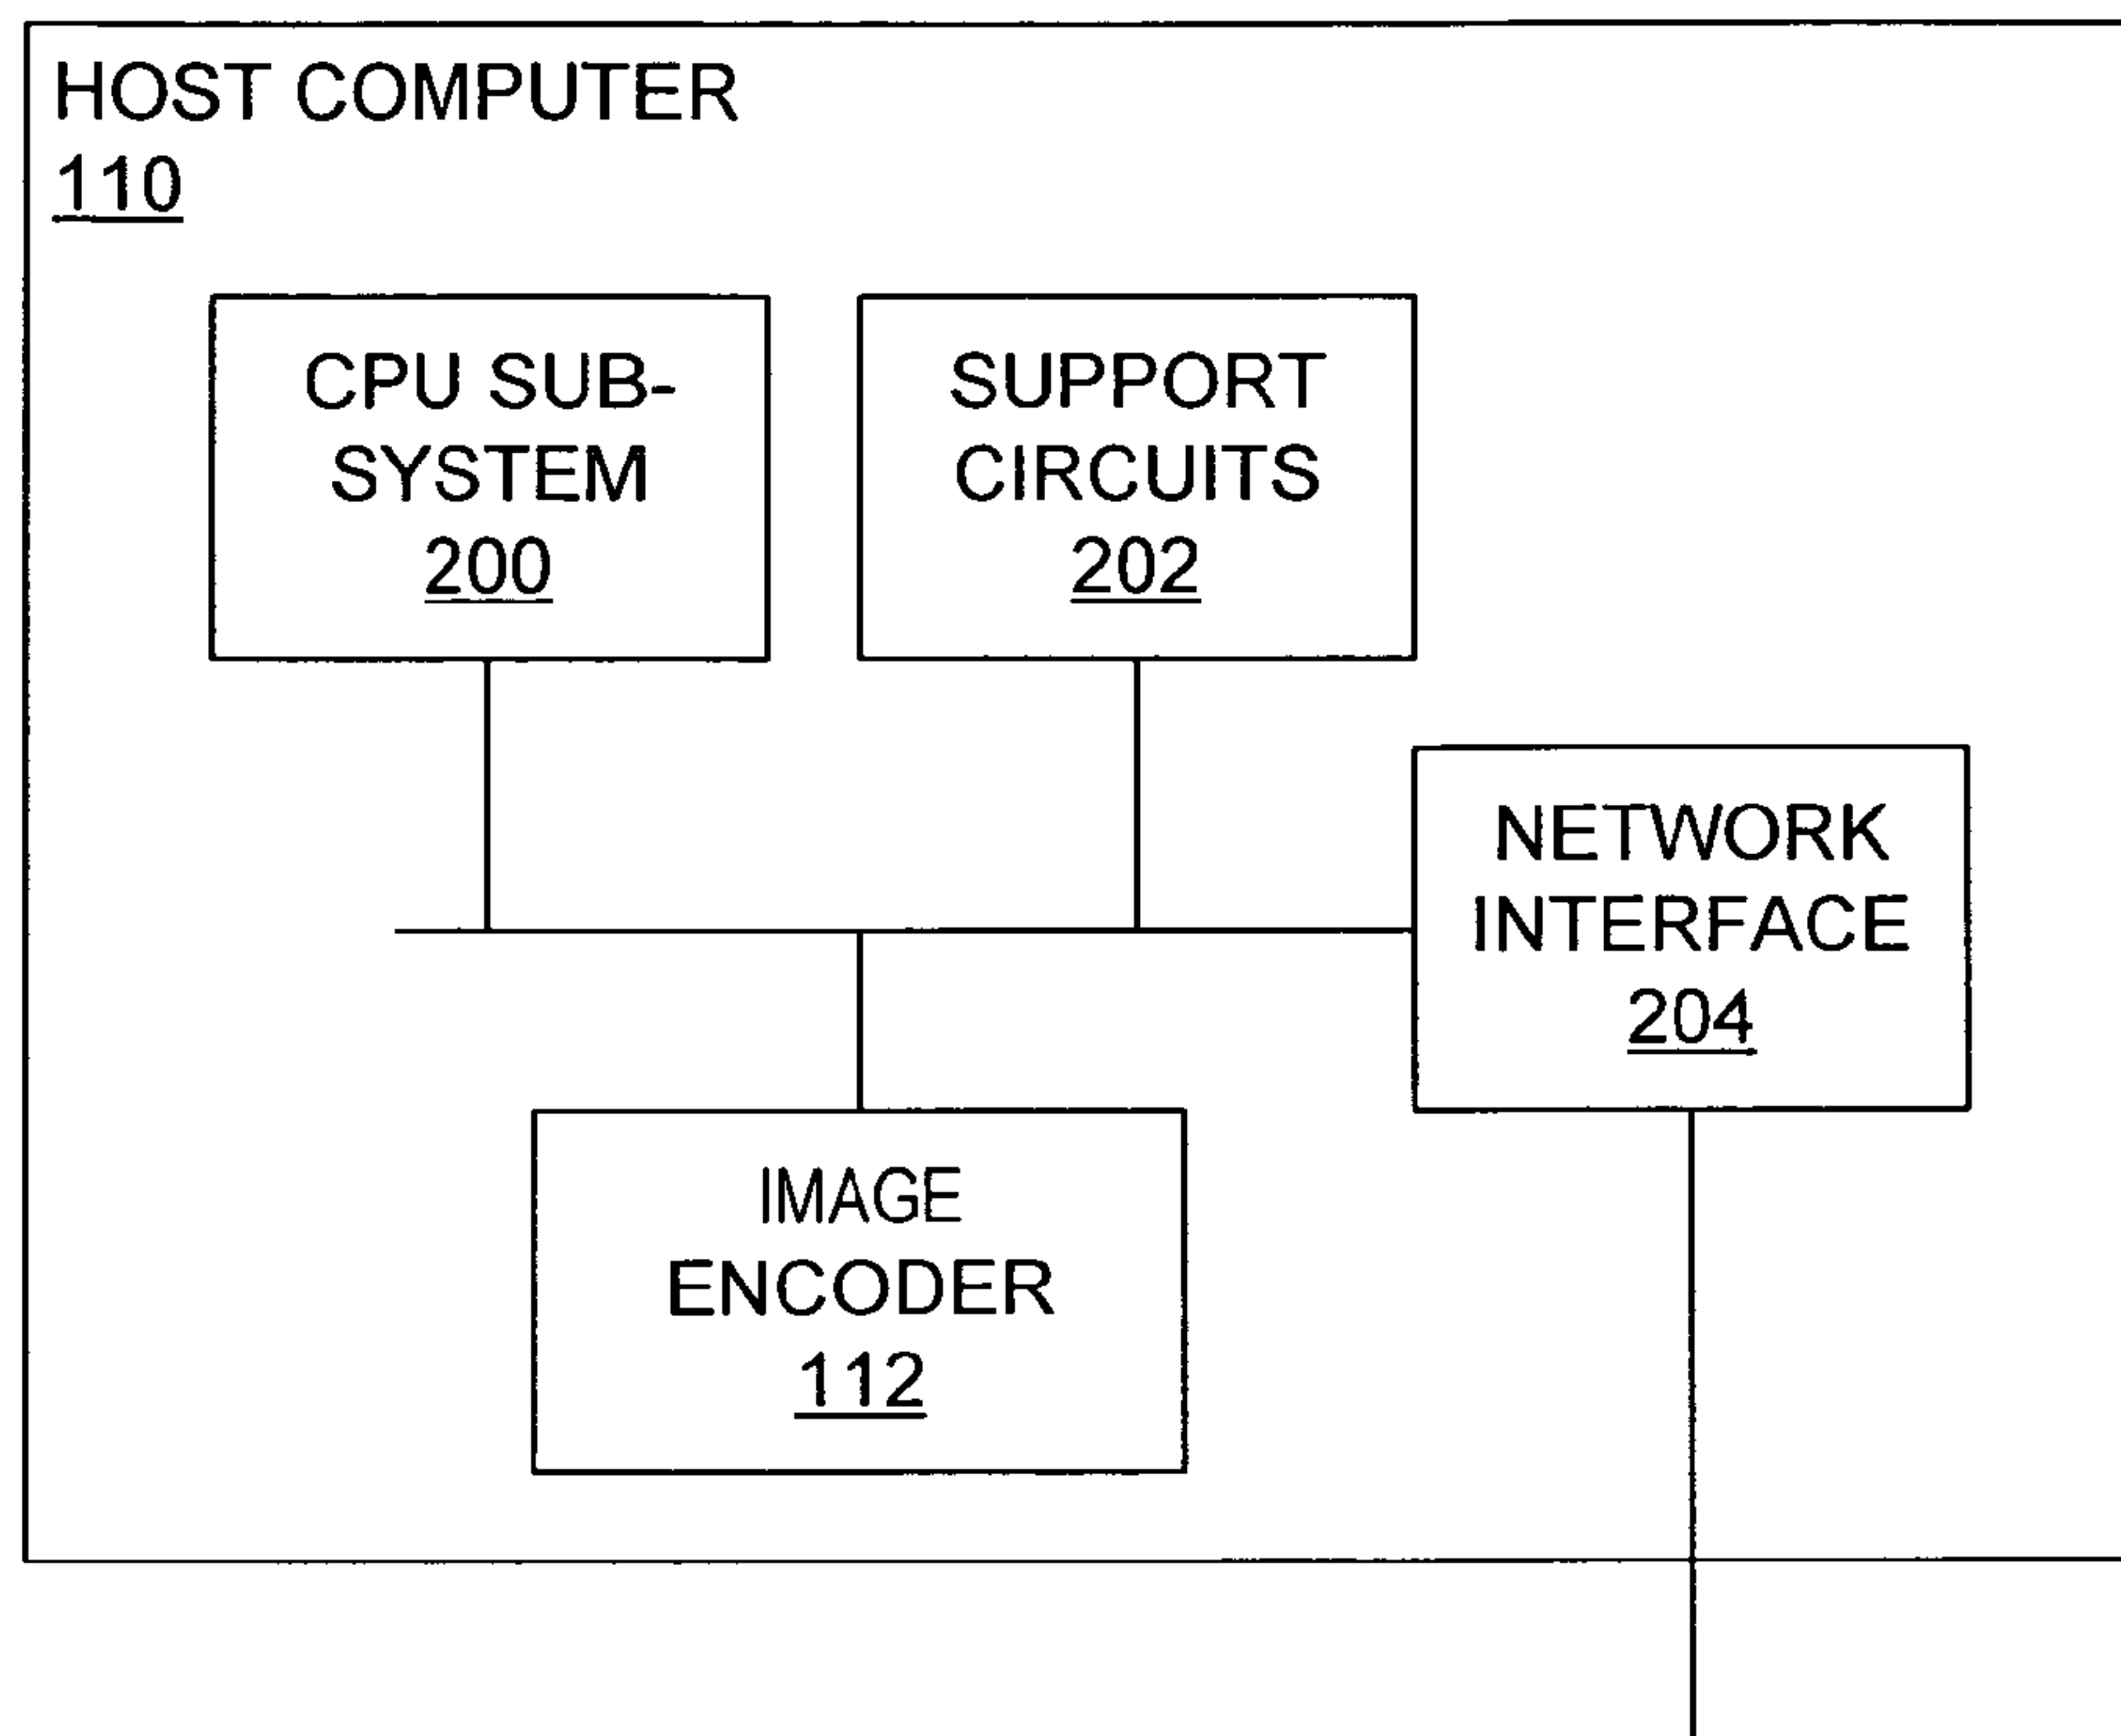 HOST COMPUTER
110
CPU SUB-
SYSTEM
200
SUPPORT
CIRCUITS
202
NETWORK
INTERFACE
204
IMAGE
ENCODER
112